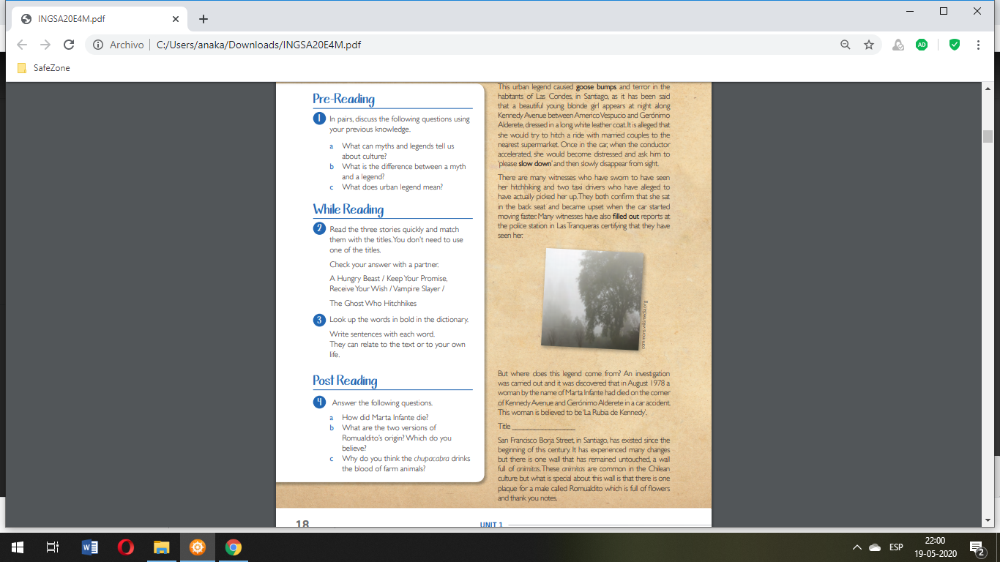 INGSA20E4M.pdf
Archivo
C:/Users/anaka/Downloads/INGSA20E4M.pdf
AD
SafeZone
Pre-Reading
1 In pairs, discuss the following questions using
your previous knowledge.
a What can myths and legends tell us
about culture?
b What is the difference between a myth
and a legend?
c What does urban legend mean?
While Reading
2 Read the three stories quickly and match
them with the titles. You don't need to use
one of the titles.
Check your answer with a partner.
A Hungry Beast / Keep Your Promise,
Receive Your Wish / Vampire Slayer /
The Ghost Who Hitchhikes
3 Look up the words in bold in the dictionary.
Write sentences with each word.
They can relate to the text or to your own
life.
Post Reading
4 Answer the following questions.
a How did Marta Infante die?
b What are the two versions of
Romualdito's origin? Which do you
believe?
c Why do you think the chupacabra drinks
the blood of farm animals?
This urban legend caused goose bumps and terror in the
habitants of Las Condes, in Santiago, as it has been said
that a beautiful young blonde girl appears at night along
Kennedy Avenue between Americo Vespucio and Gerónimo
Alderete, dressed in a long, white leather coat. It is alleged that
she would try to hitch a ride with married couples to the
nearest supermarket. Once in the car, when the conductor
accelerated, she would become distressed and ask him to
'please slow down' and then slowly disappear from sight.
There are many witnesses who have sworn to have seen
her hitchhiking and two taxi drivers who have alleged to
have actually picked her up. They both confirm that she sat
in the back seat and became upset when the car started
moving faster. Many witnesses have also filled out reports at
the police station in Las Tranqueras certifying that they have
seen her.
commons.wikimedia.org
But where does this legend come from? An investigation
was carried out and it was discovered that in August 1978 a
woman by the name of Marta Infante had died on the corner
of Kennedy Avenue and Gerónimo Alderete in a car accident.
This woman is believed to be 'La Rubia de Kennedy'.
Title _________________
San Francisco Borja Street, in Santiago, has existed since the
beginning of this century. It has experienced many changes
but there is one wall that has remained untouched, a wall
full of animitas. These animitas are common in the Chilean
culture but what is special about this wall is that there is one
plaque for a male called Romualdito which is full of flowers
and thank you notes.
18
UNIT 1
ESP
22:00
19-05-2020
2